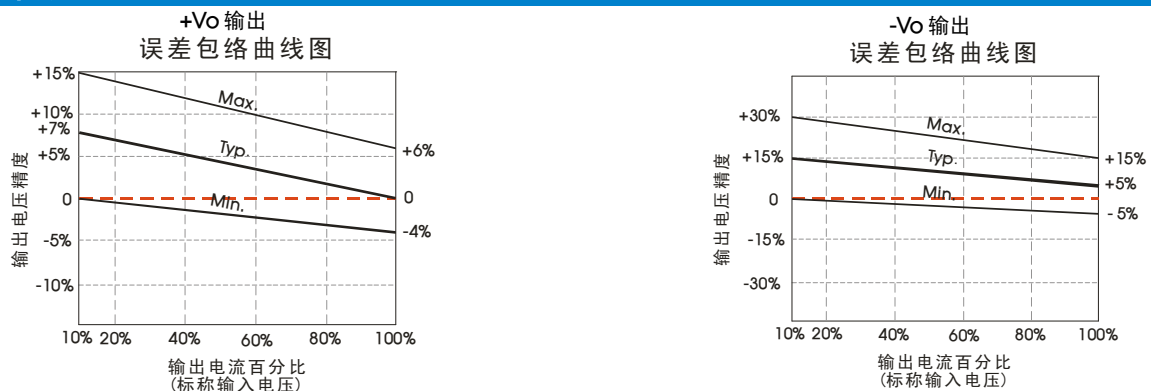 +Vo 输出
误差包络曲线图
+15%
+10%
+7%
+5%
0
-5%
-10%
Max.
Typ.
Min.
+6%
0
-4%
输出电压精度
10% 20% 40% 60% 80% 100%
输出电流百分比
(标称输入电压)
-Vo 输出
误差包络曲线图
+30%
+15%
0
-15%
-30%
Max.
Typ.
Min.
+15%
+5%
- 5%
输出电压精度
10% 20% 40% 60% 80% 100%
输出电流百分比
(标称输入电压)